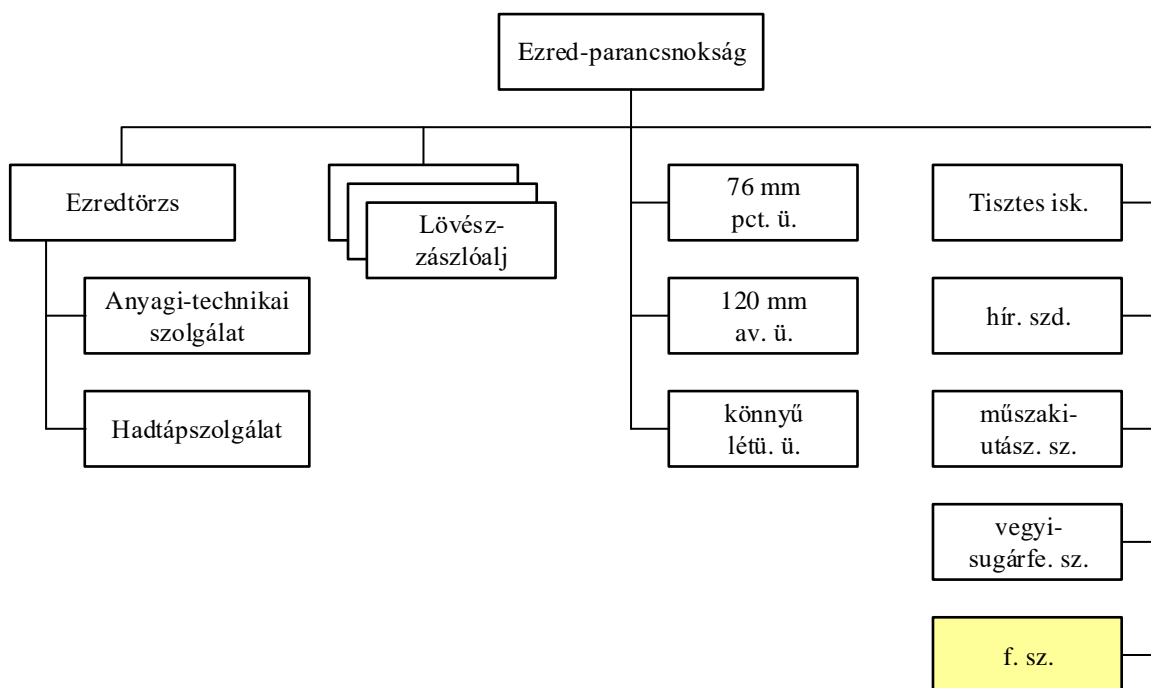 Ezred-parancsnokság
Ezredtörzs
Anyagi-technikai
szolgálat
Hadtápszolgálat
Lövész-
zászlóalj
76 mm
pct. ü.
120 mm
av. ü.
könnyű
létü. ü.
Tisztes isk.
hír. szd.
műszaki-
utász. sz.
vegyi-
sugárfe. sz.
f. sz.